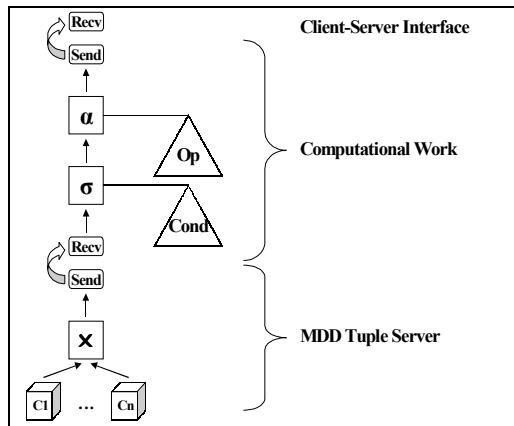 Recv
Client-Server Interface
Send
α
Op
Computational Work
σ
Cond
Recv
Send
x
MDD Tuple Server
C1 ... Cn